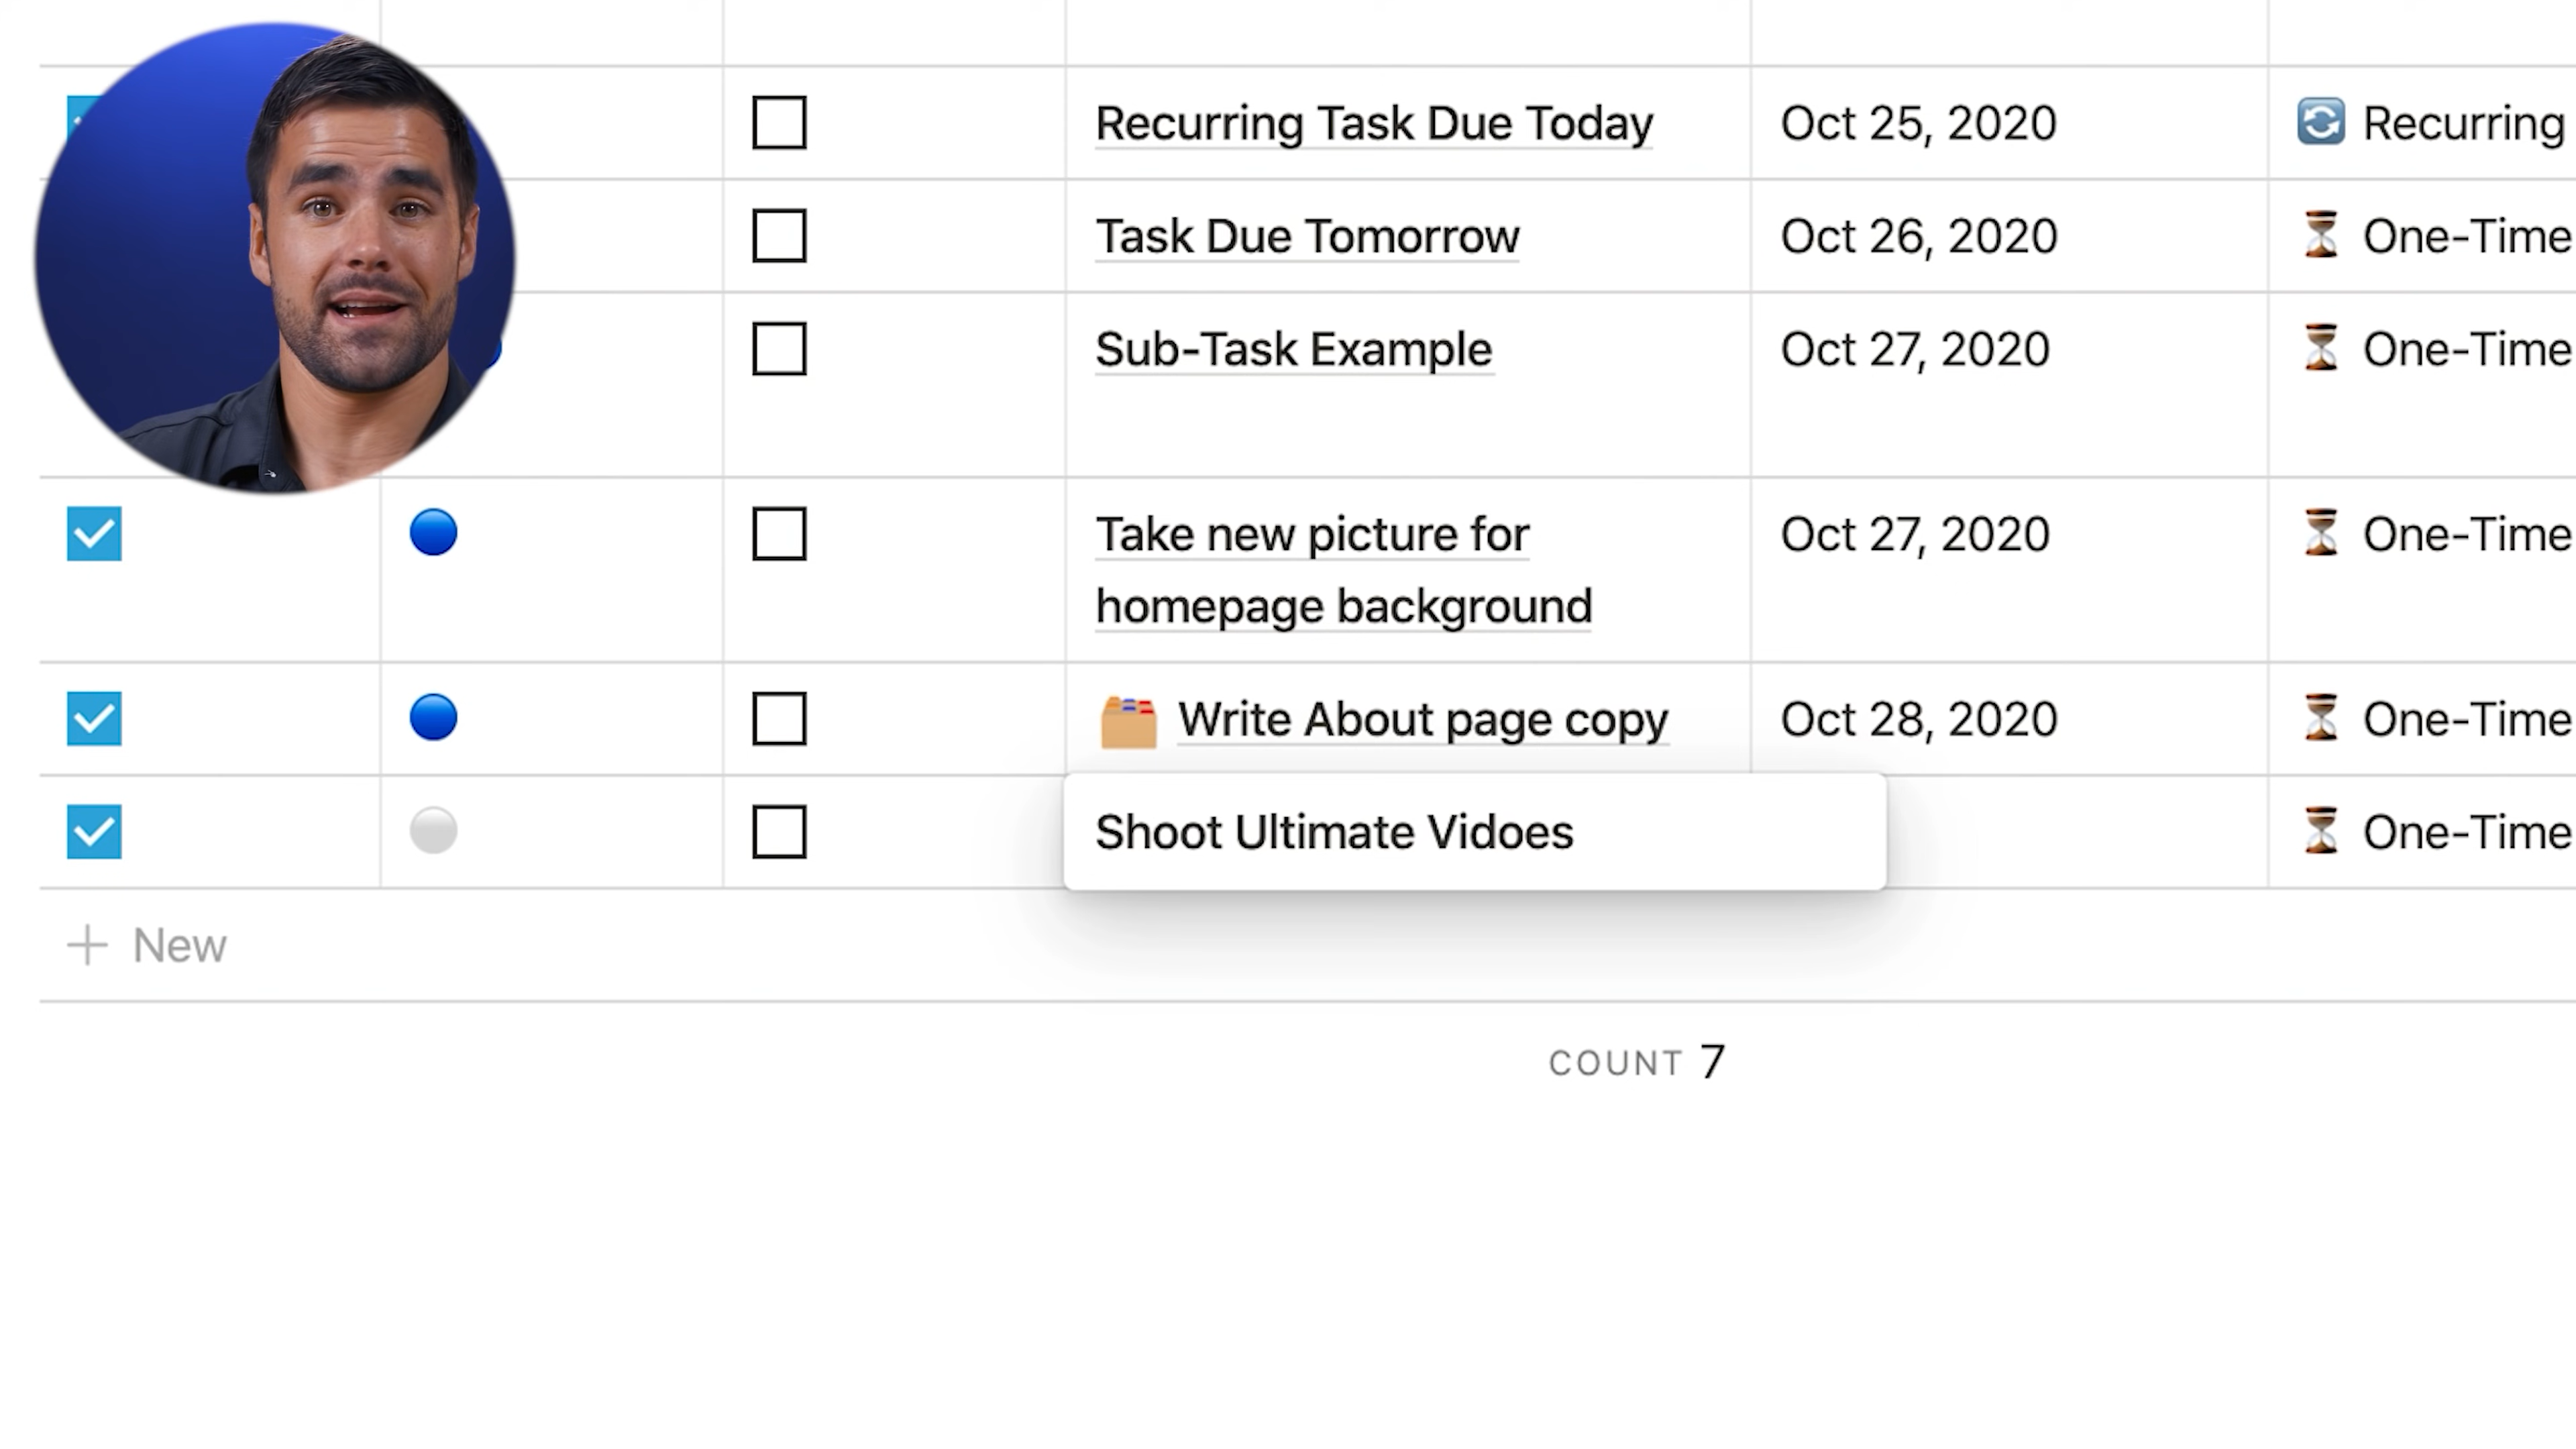 Recurring Task Due Today Oct 25, 2020 Recurring
Task Due Tomorrow Oct 26, 2020 One-Time
Sub-Task Example Oct 27, 2020 One-Time
Take new picture for Oct 27, 2020 One-Time
homepage background
Write About page copy Oct 28, 2020 One-Time
Shoot Ultimate Vidoes One-Time
+ New
COUNT 7